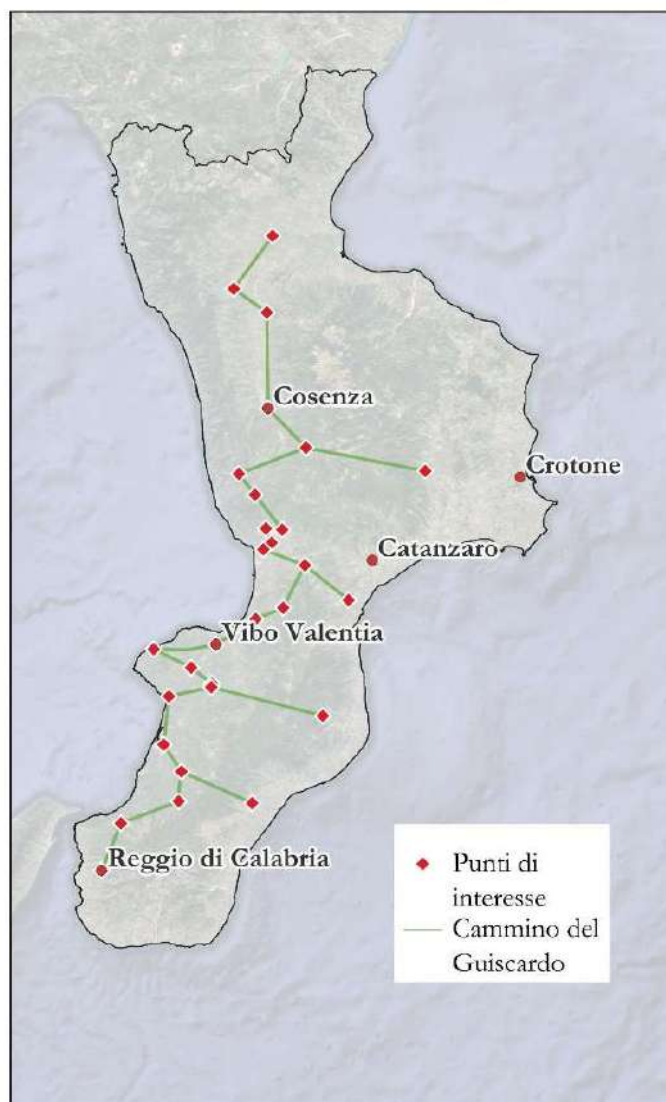 Cosenza
Crotone
Catanzaro
Vibo Valentia
Reggio di Calabria
Punti di
interesse
Cammino del
Guiscardo